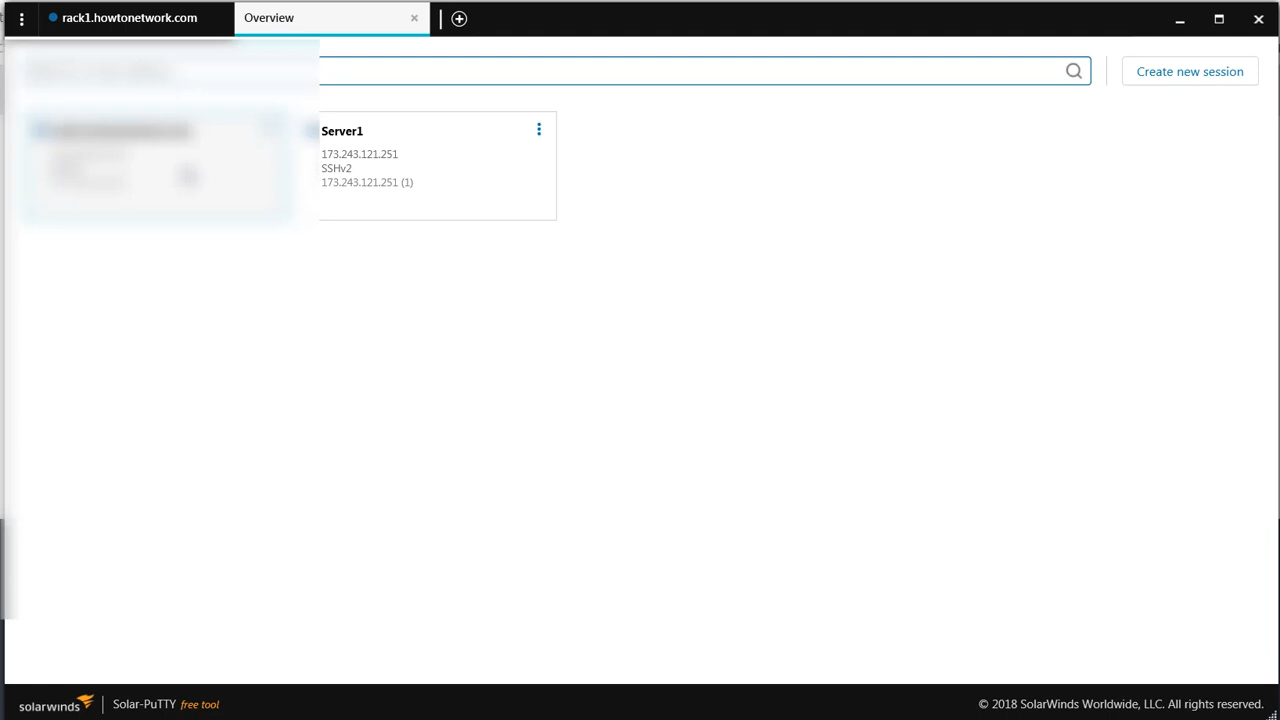 rack1.howtonetwork.com
Overview
Create new session
Server1
173.243.121.251
SSHv2
173.243.121.251 (1)
solarwinds
Solar-PuTTY free tool
© 2018 SolarWinds Worldwide, LLC. All rights reserved.